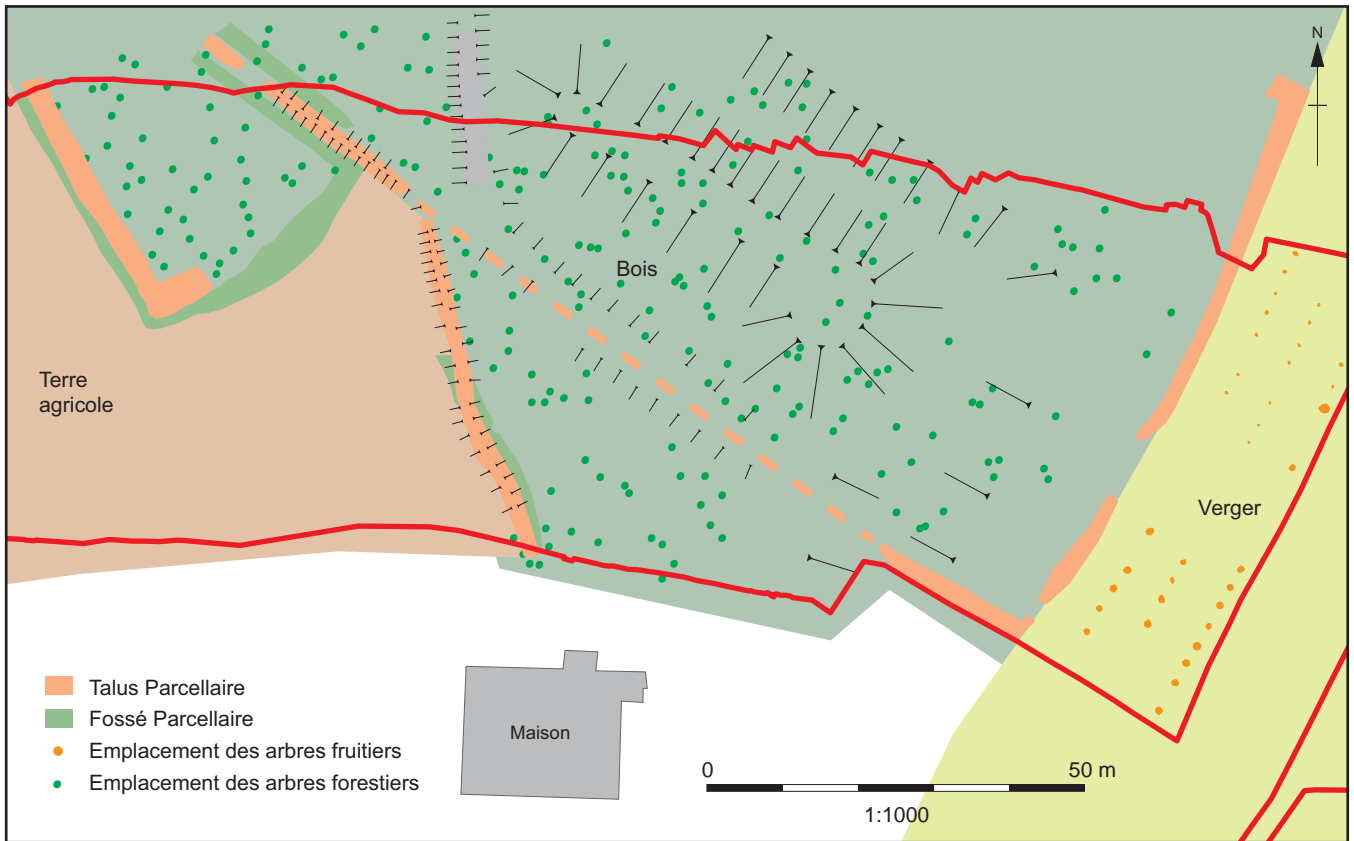 N
Bois
Terre
agricole
Verger
Talus Parcellaire
Fossé Parcellaire
Emplacement des arbres fruitiers
Emplacement des arbres forestiers
Maison
0
50 m
1:1000